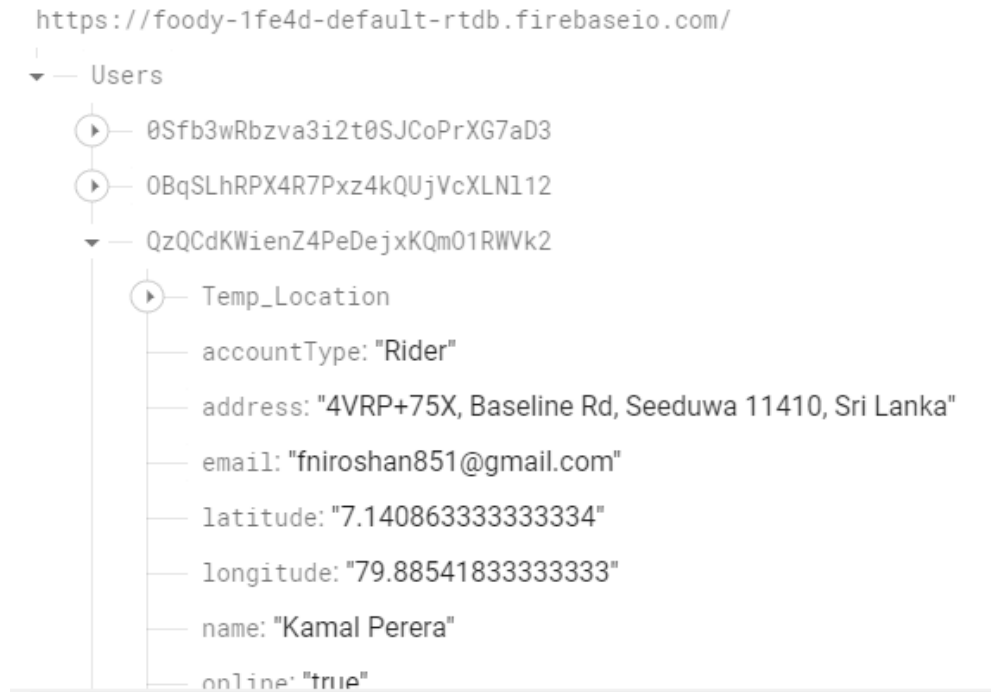 https://foody-1fe4d-default-rtdb.firebaseio.com/
Users
0Sfb3wRbzva3i2t0SJCoPrXG7aD3
OBqSLhRPX4R7Pxz4kQUjVcXLNl12
QzQCdKWienZ4PeDejxKQmO1RWVk2
Temp_Location
accountType: "Rider"
address: "4VRP+75X, Baseline Rd, Seeduwa 11410, Sri Lanka"
email: "fniroshan851@gmail.com"
latitude: "7.140863333333334"
longitude: "79.88541833333333"
name: "Kamal Perera"
online: "true"